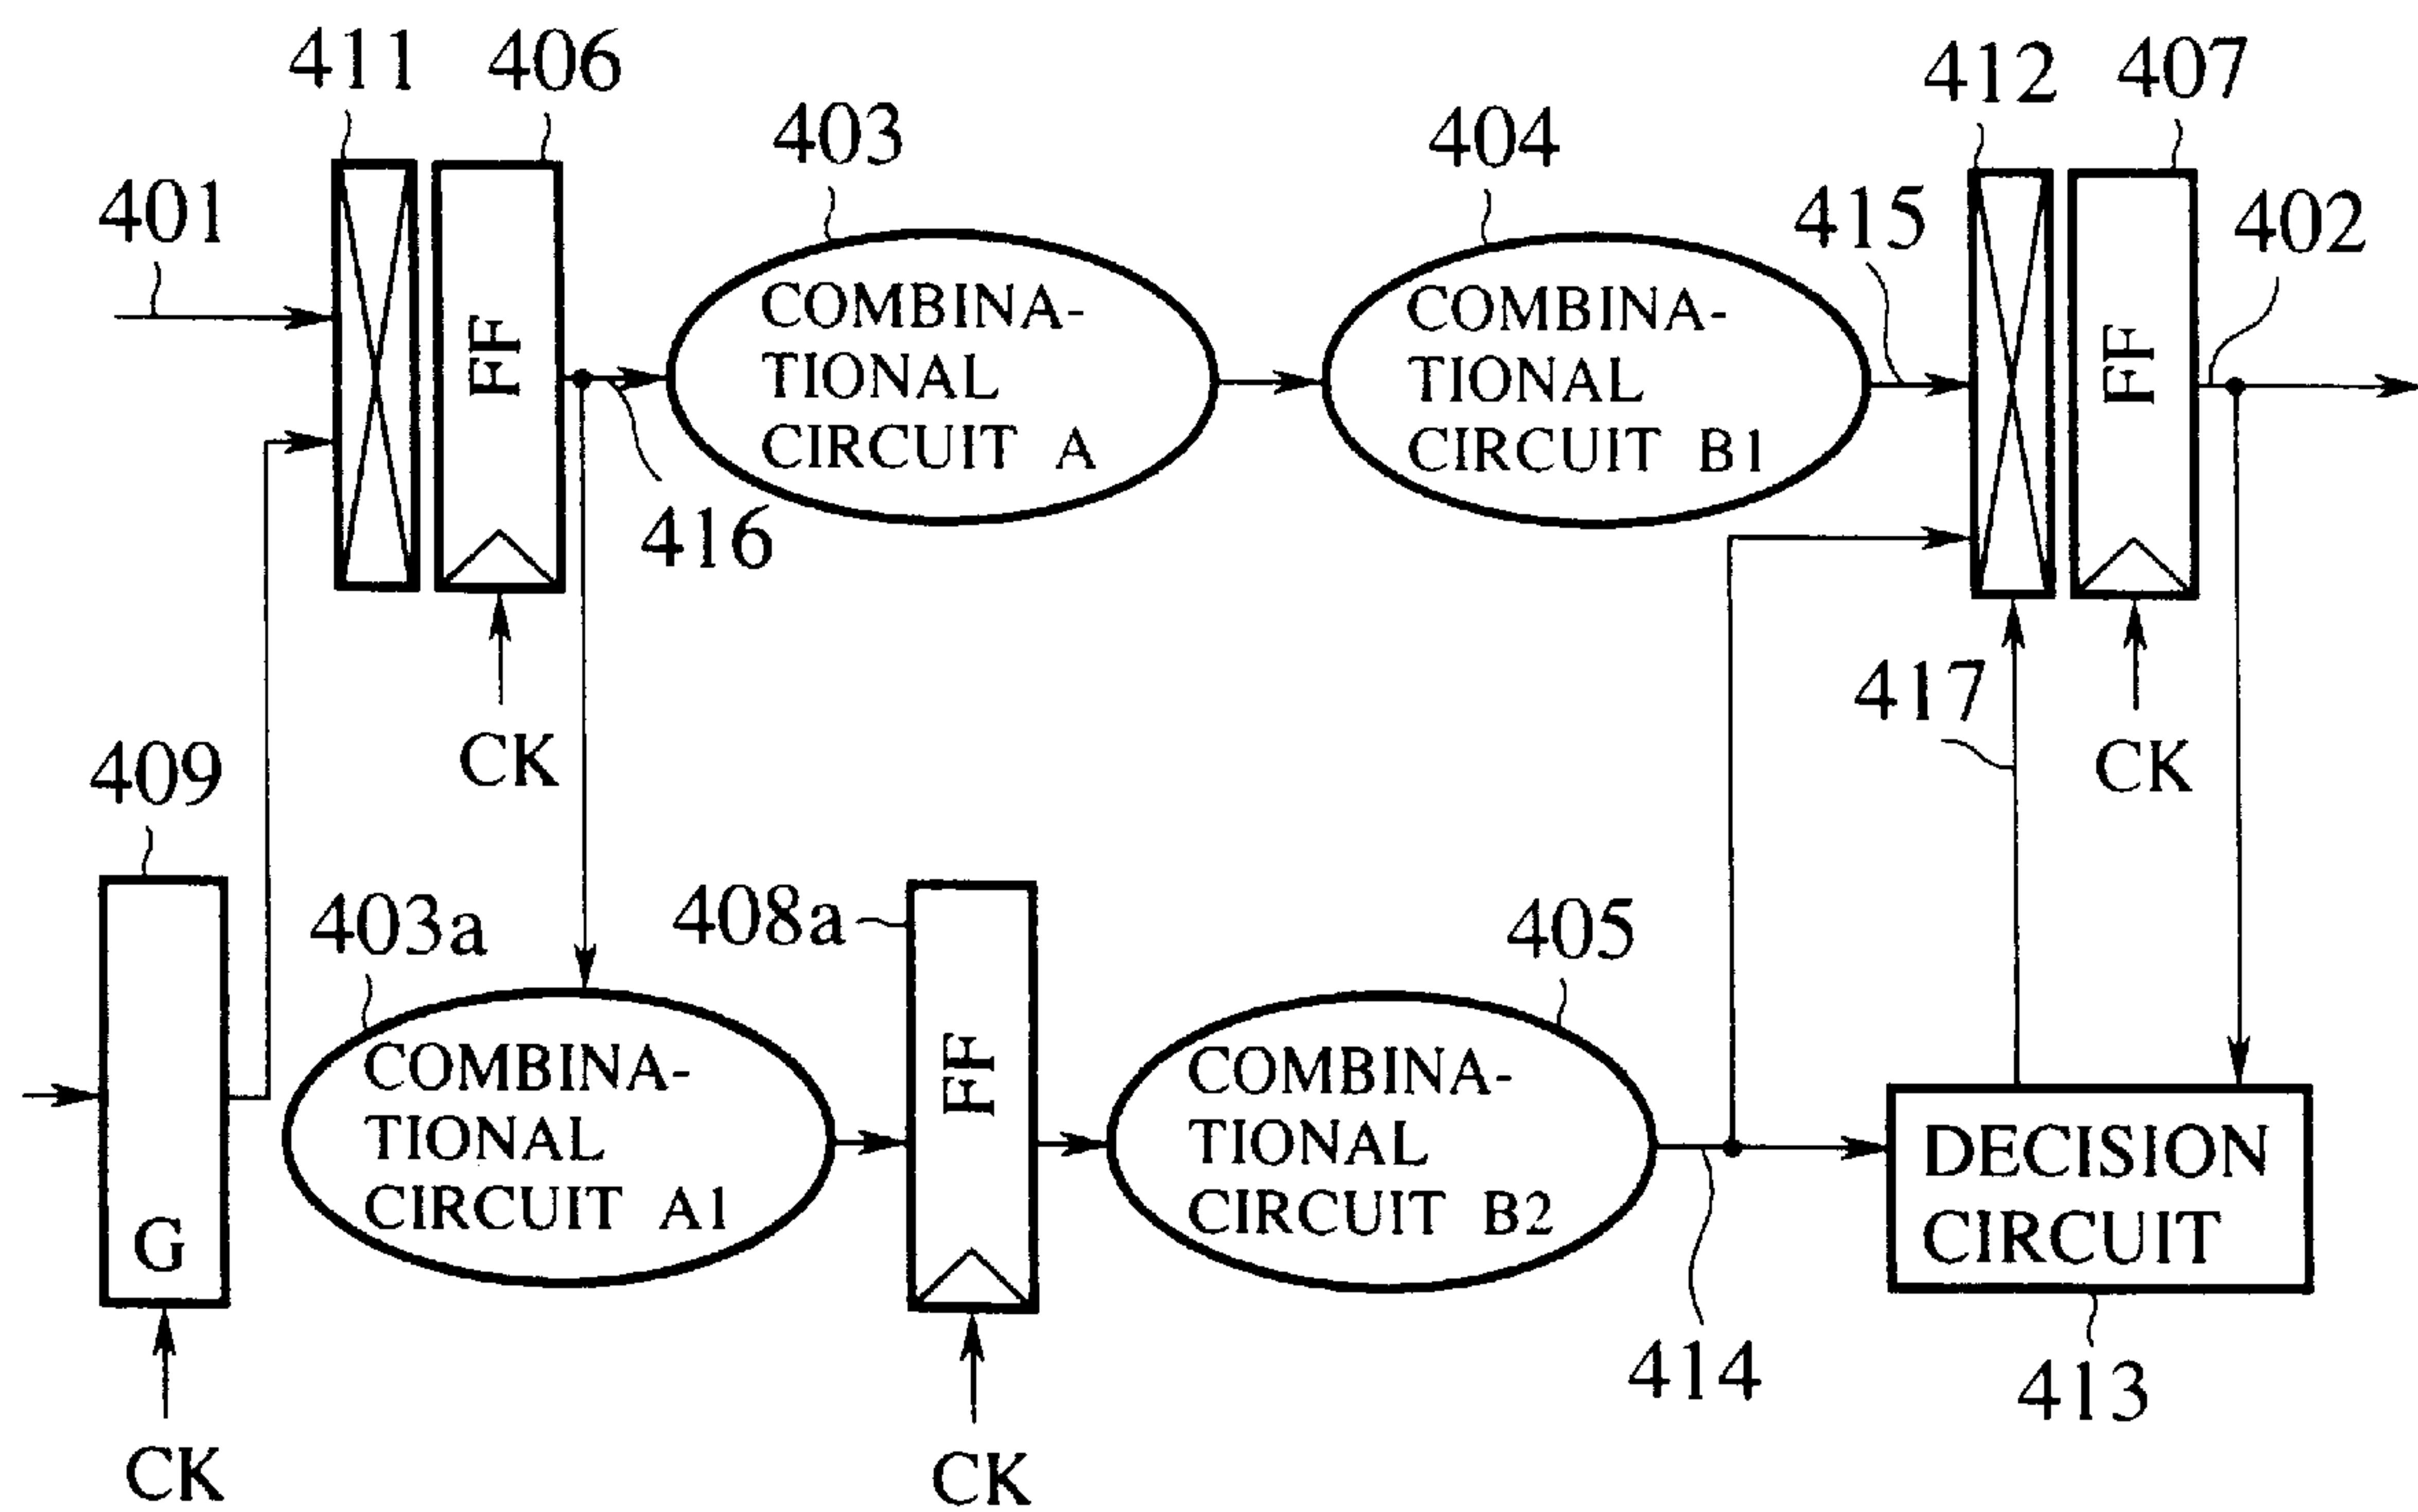 411
406
403
404
412
407
401
415
402
FF
COMBINA-
TIONAL
CIRCUIT A
COMBINA-
TIONAL
CIRCUIT B1
FF
416
CK
417
CK
409
403a
408a
405
G
COMBINA-
TIONAL
CIRCUIT A1
FF
COMBINA-
TIONAL
CIRCUIT B2
DECISION
CIRCUIT
414
413
CK
CK